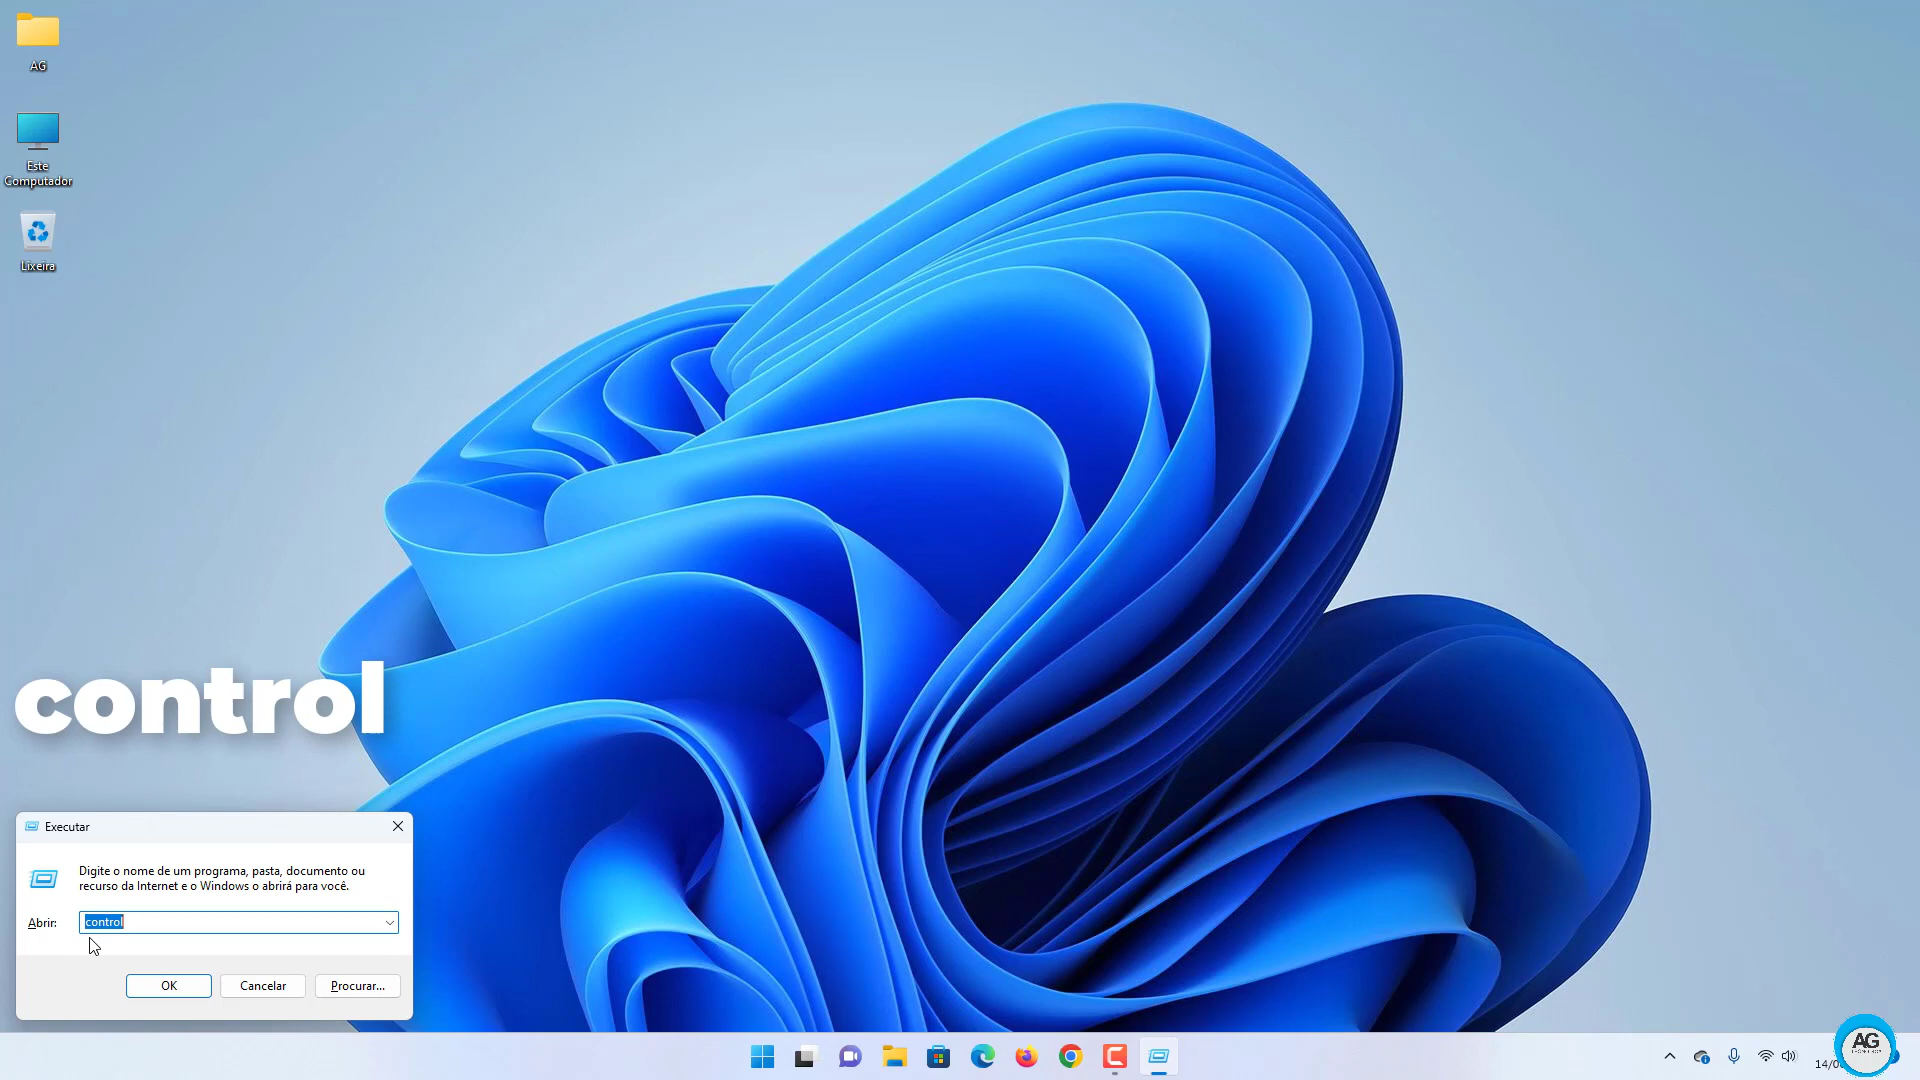 AG
Este
Computador
Lixeira
control
Executar
Digite o nome de um programa, pasta, documento ou
recurso da Internet e o Windows o abrirá para você.
Abrir:
control
OK
Cancelar
Procurar...
AG